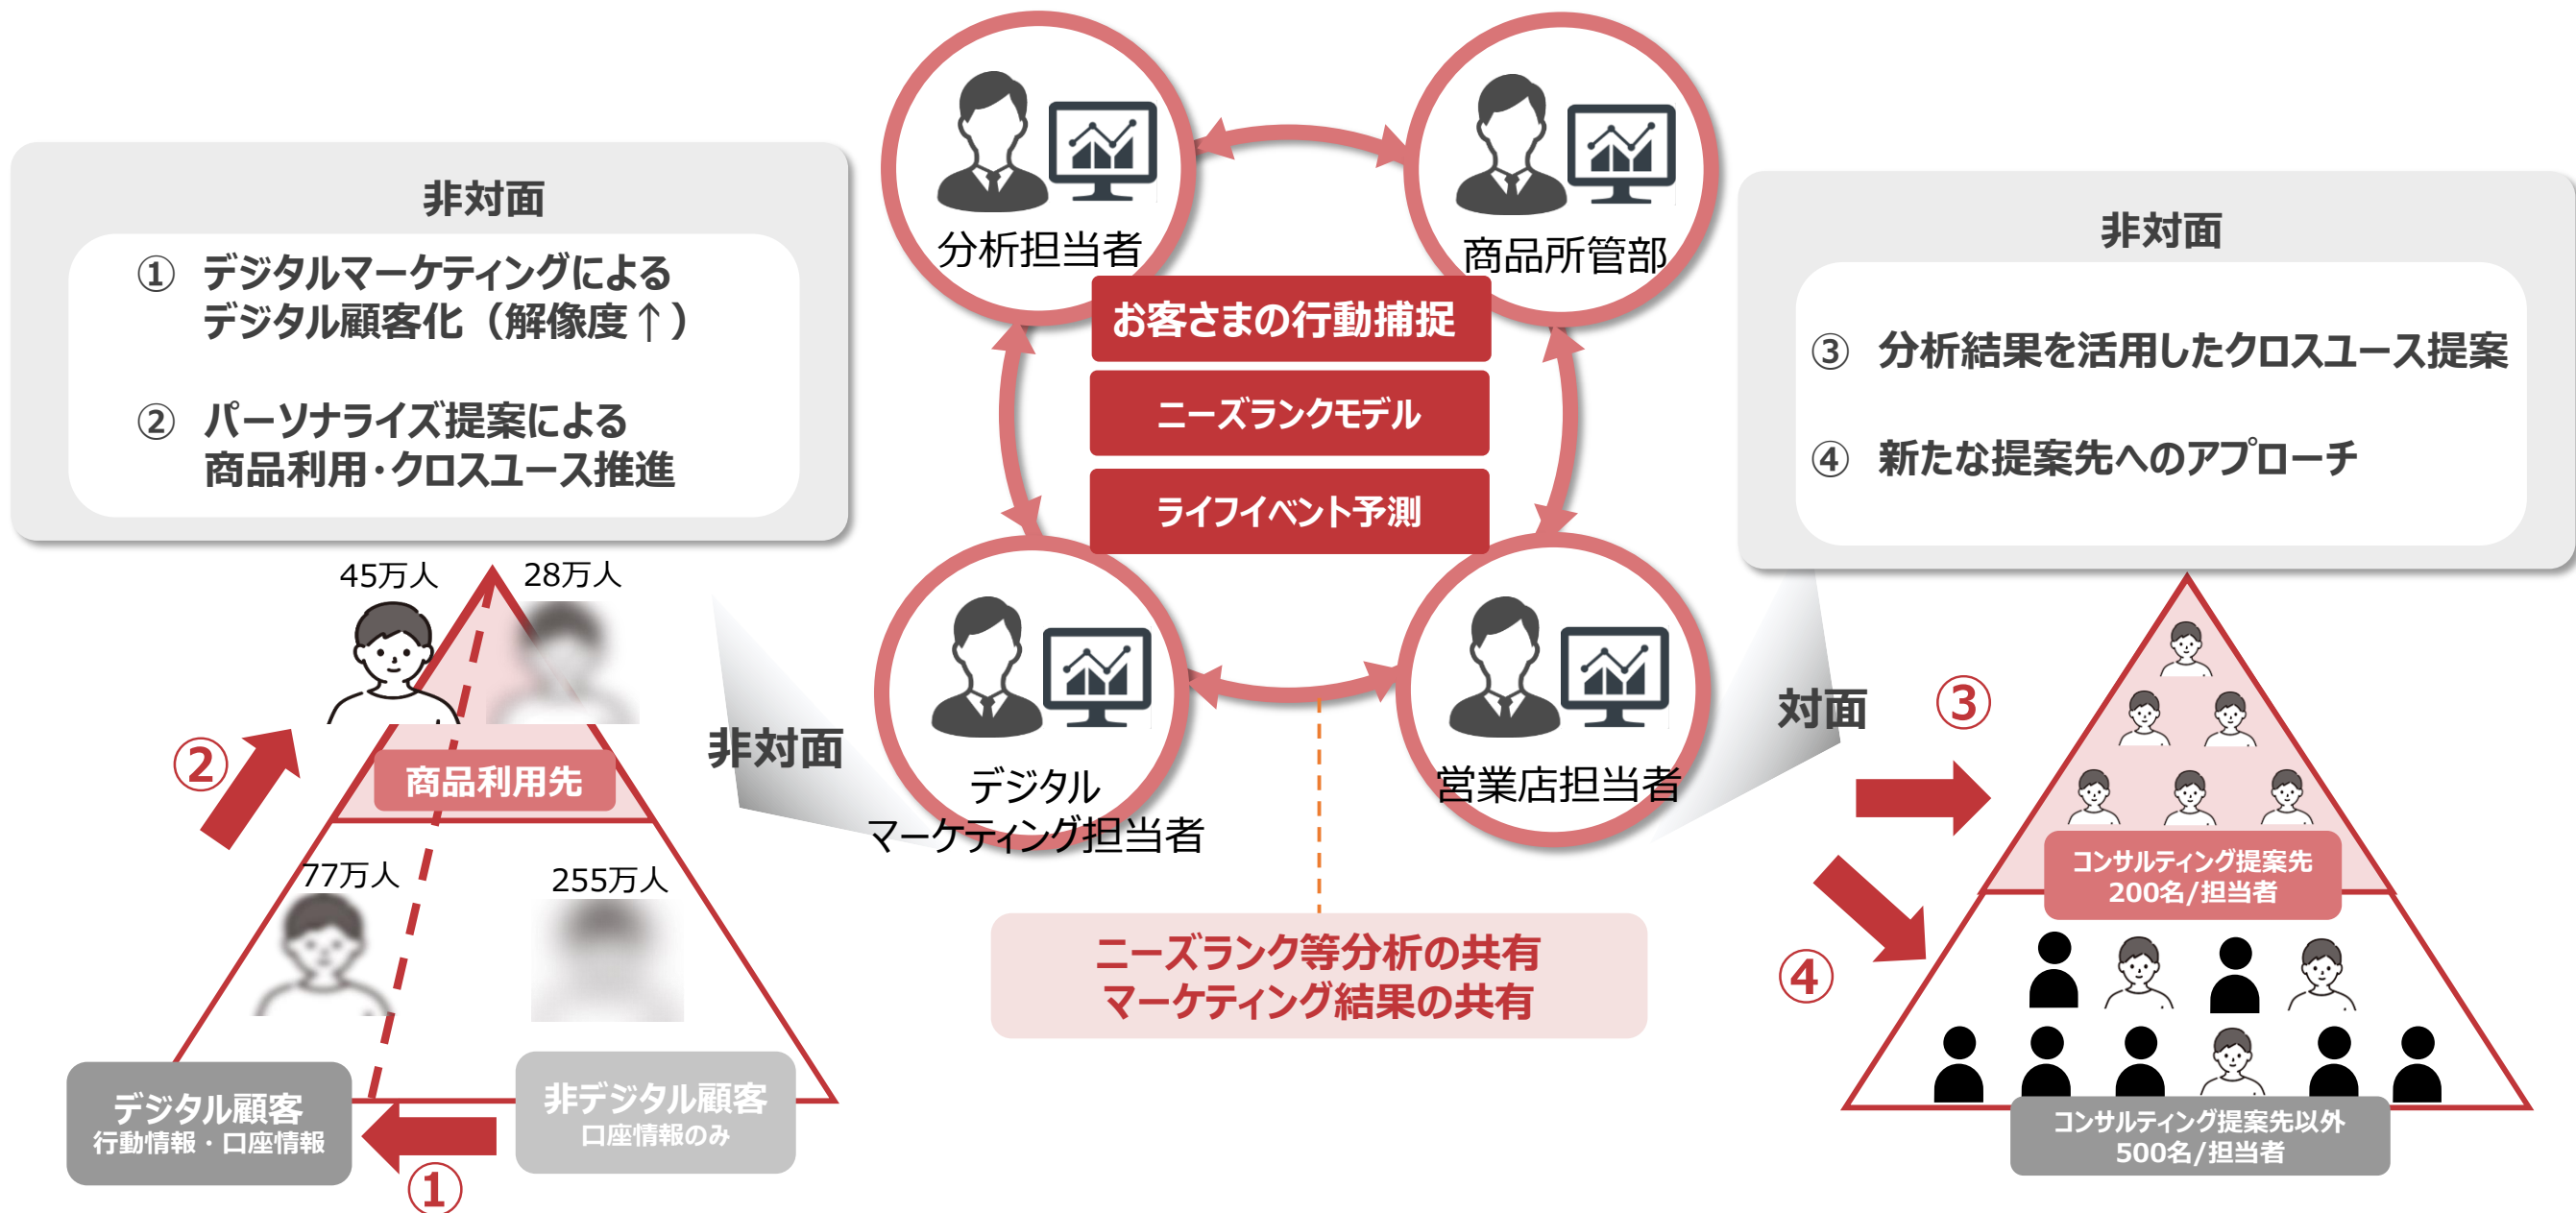 非対面
① デジタルマーケティングによる
デジタル顧客化（解像度↑）
② パーソナライズ提案による
商品利用・クロスユース推進
45万人
28万人
②
商品利用先
77万人
255万人
デジタル顧客
行動情報・口座情報
非デジタル顧客
口座情報のみ
①
分析担当者
商品所管部
お客さまの行動捕捉
ニーズランクモデル
ライフイベント予測
非対面
デジタル
マーケティング担当者
営業店担当者
対面
ニーズランク等分析の共有
マーケティング結果の共有
非対面
③ 分析結果を活用したクロスユース提案
④ 新たな提案先へのアプローチ
③
コンサルティング提案先
200名/担当者
④
コンサルティング提案先以外
500名/担当者